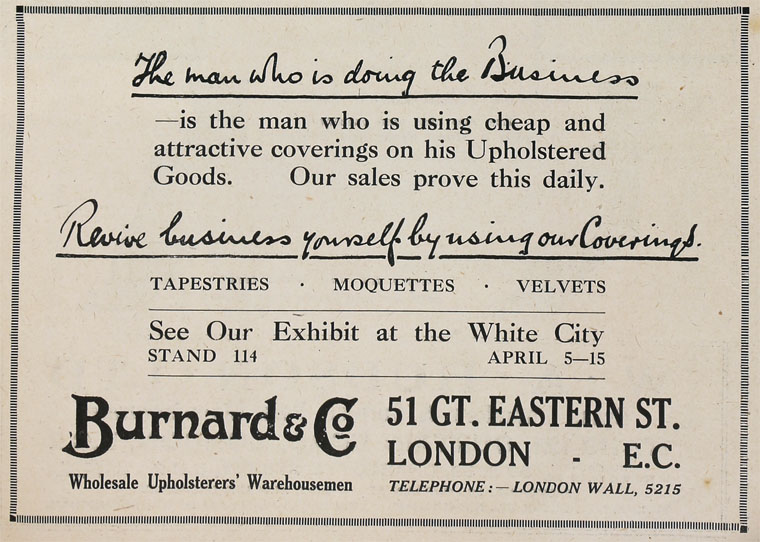 The man who is doing the Business
—is the man who is using cheap and
attractive coverings on his Upholstered
Goods. Our sales prove this daily.
Revive business yourself by using our Coverings.
TAPESTRIES · MOQUETTES · VELVETS
See Our Exhibit at the White City
STAND 114 APRIL 5—15
Burnard & Co
51 GT. EASTERN ST.
LONDON - E.C.
Wholesale Upholsterers' Warehousemen
TELEPHONE:—LONDON WALL, 5215